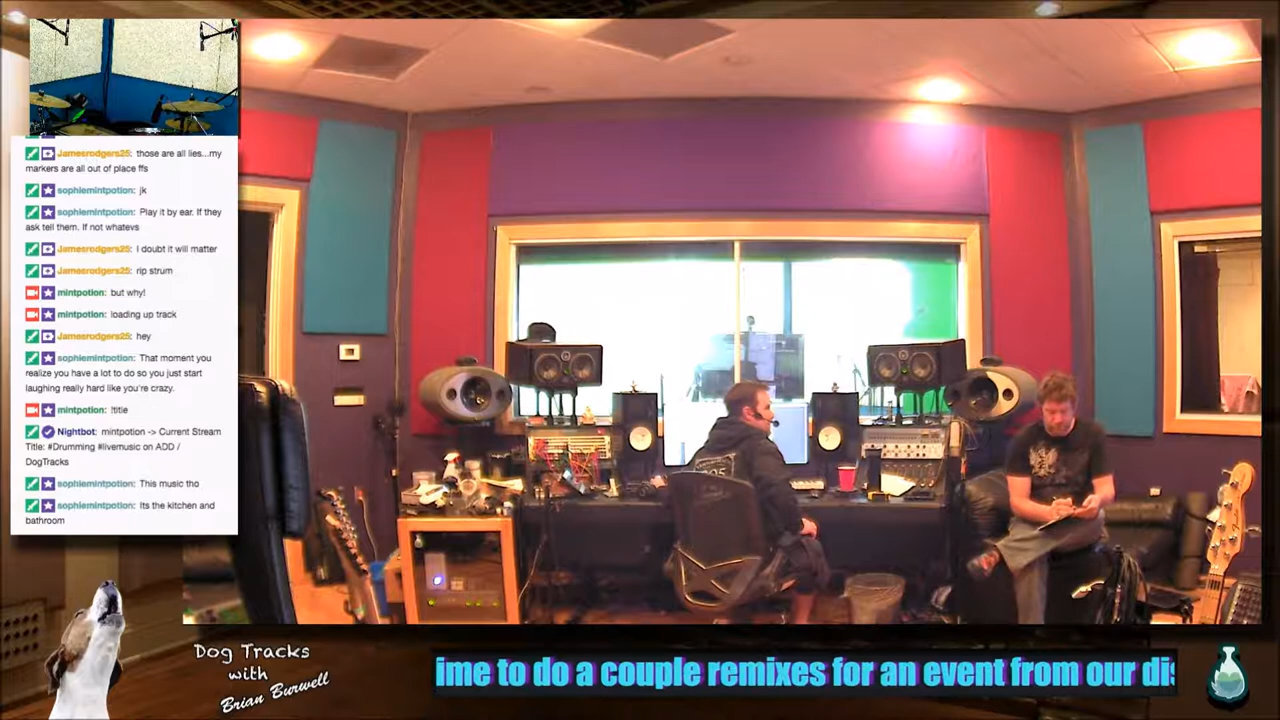 Jamesrodgers25: those are all lies...my
markers are all out of place ffs
sophiemintpotion: jk
sophiemintpotion: Play it by ear. If they
ask tell them. If not whatevs
Jamesrodgers25: I doubt it will matter
Jamesrodgers25: rip strum
mintpotion: but why!
mintpotion: loading up track
Jamesrodgers25: hey
sophiemintpotion: That moment you
realize you have a lot to do so you just start
laughing really hard like you're crazy.
mintpotion: !title
Nightbot: mintpotion -> Current Stream
Title: #Drumming #livemusic on ADD /
DogTracks
sophiemintpotion: This music tho
sophiemintpotion: Its the kitchen and
bathroom
Dog Tracks
with
Brian Burwell
ime to do a couple remixes for an event from our dis